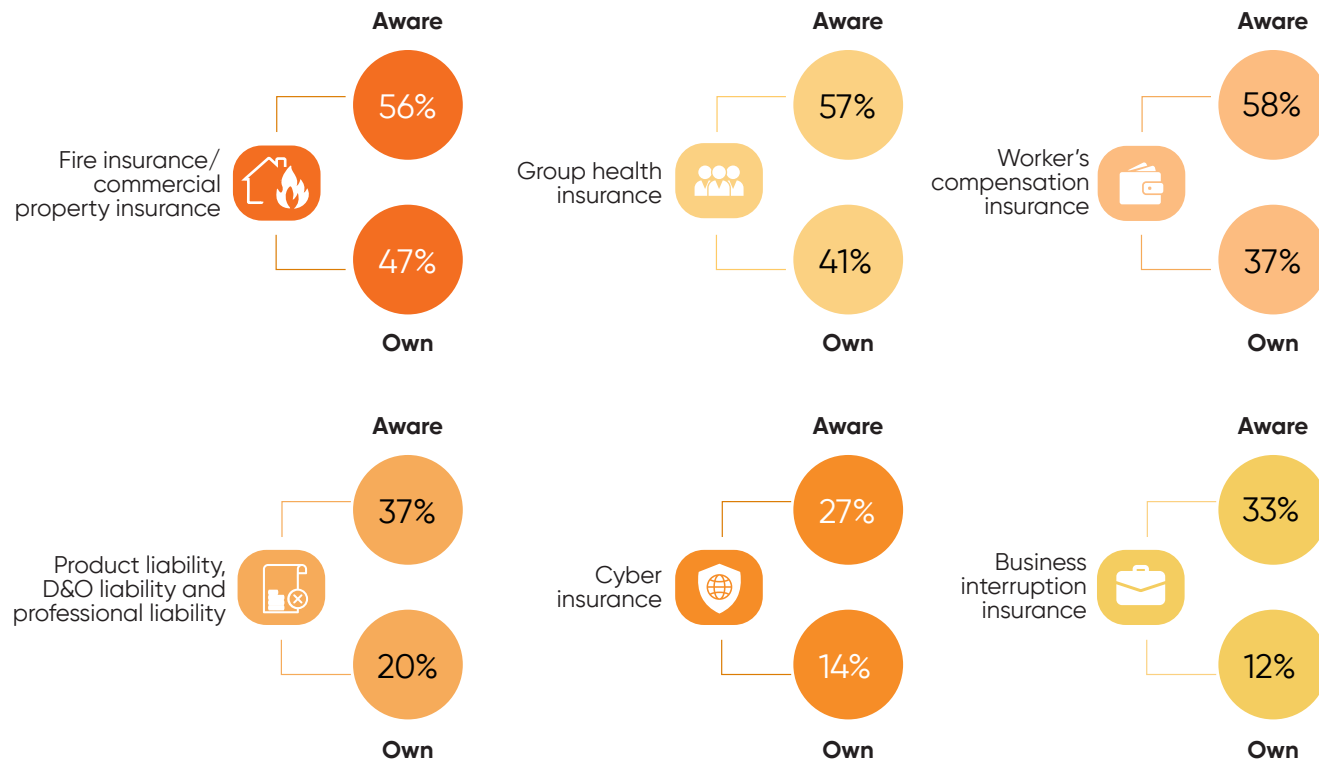 Aware
56%
Fire insurance/
commercial
property insurance
47%
Own
Aware
57%
Group health
insurance
41%
Own
Aware
58%
Worker's
compensation
insurance
37%
Own
Aware
37%
Product liability,
D&O liability and
professional liability
20%
Own
Aware
27%
Cyber
insurance
14%
Own
Aware
33%
Business
interruption
insurance
12%
Own